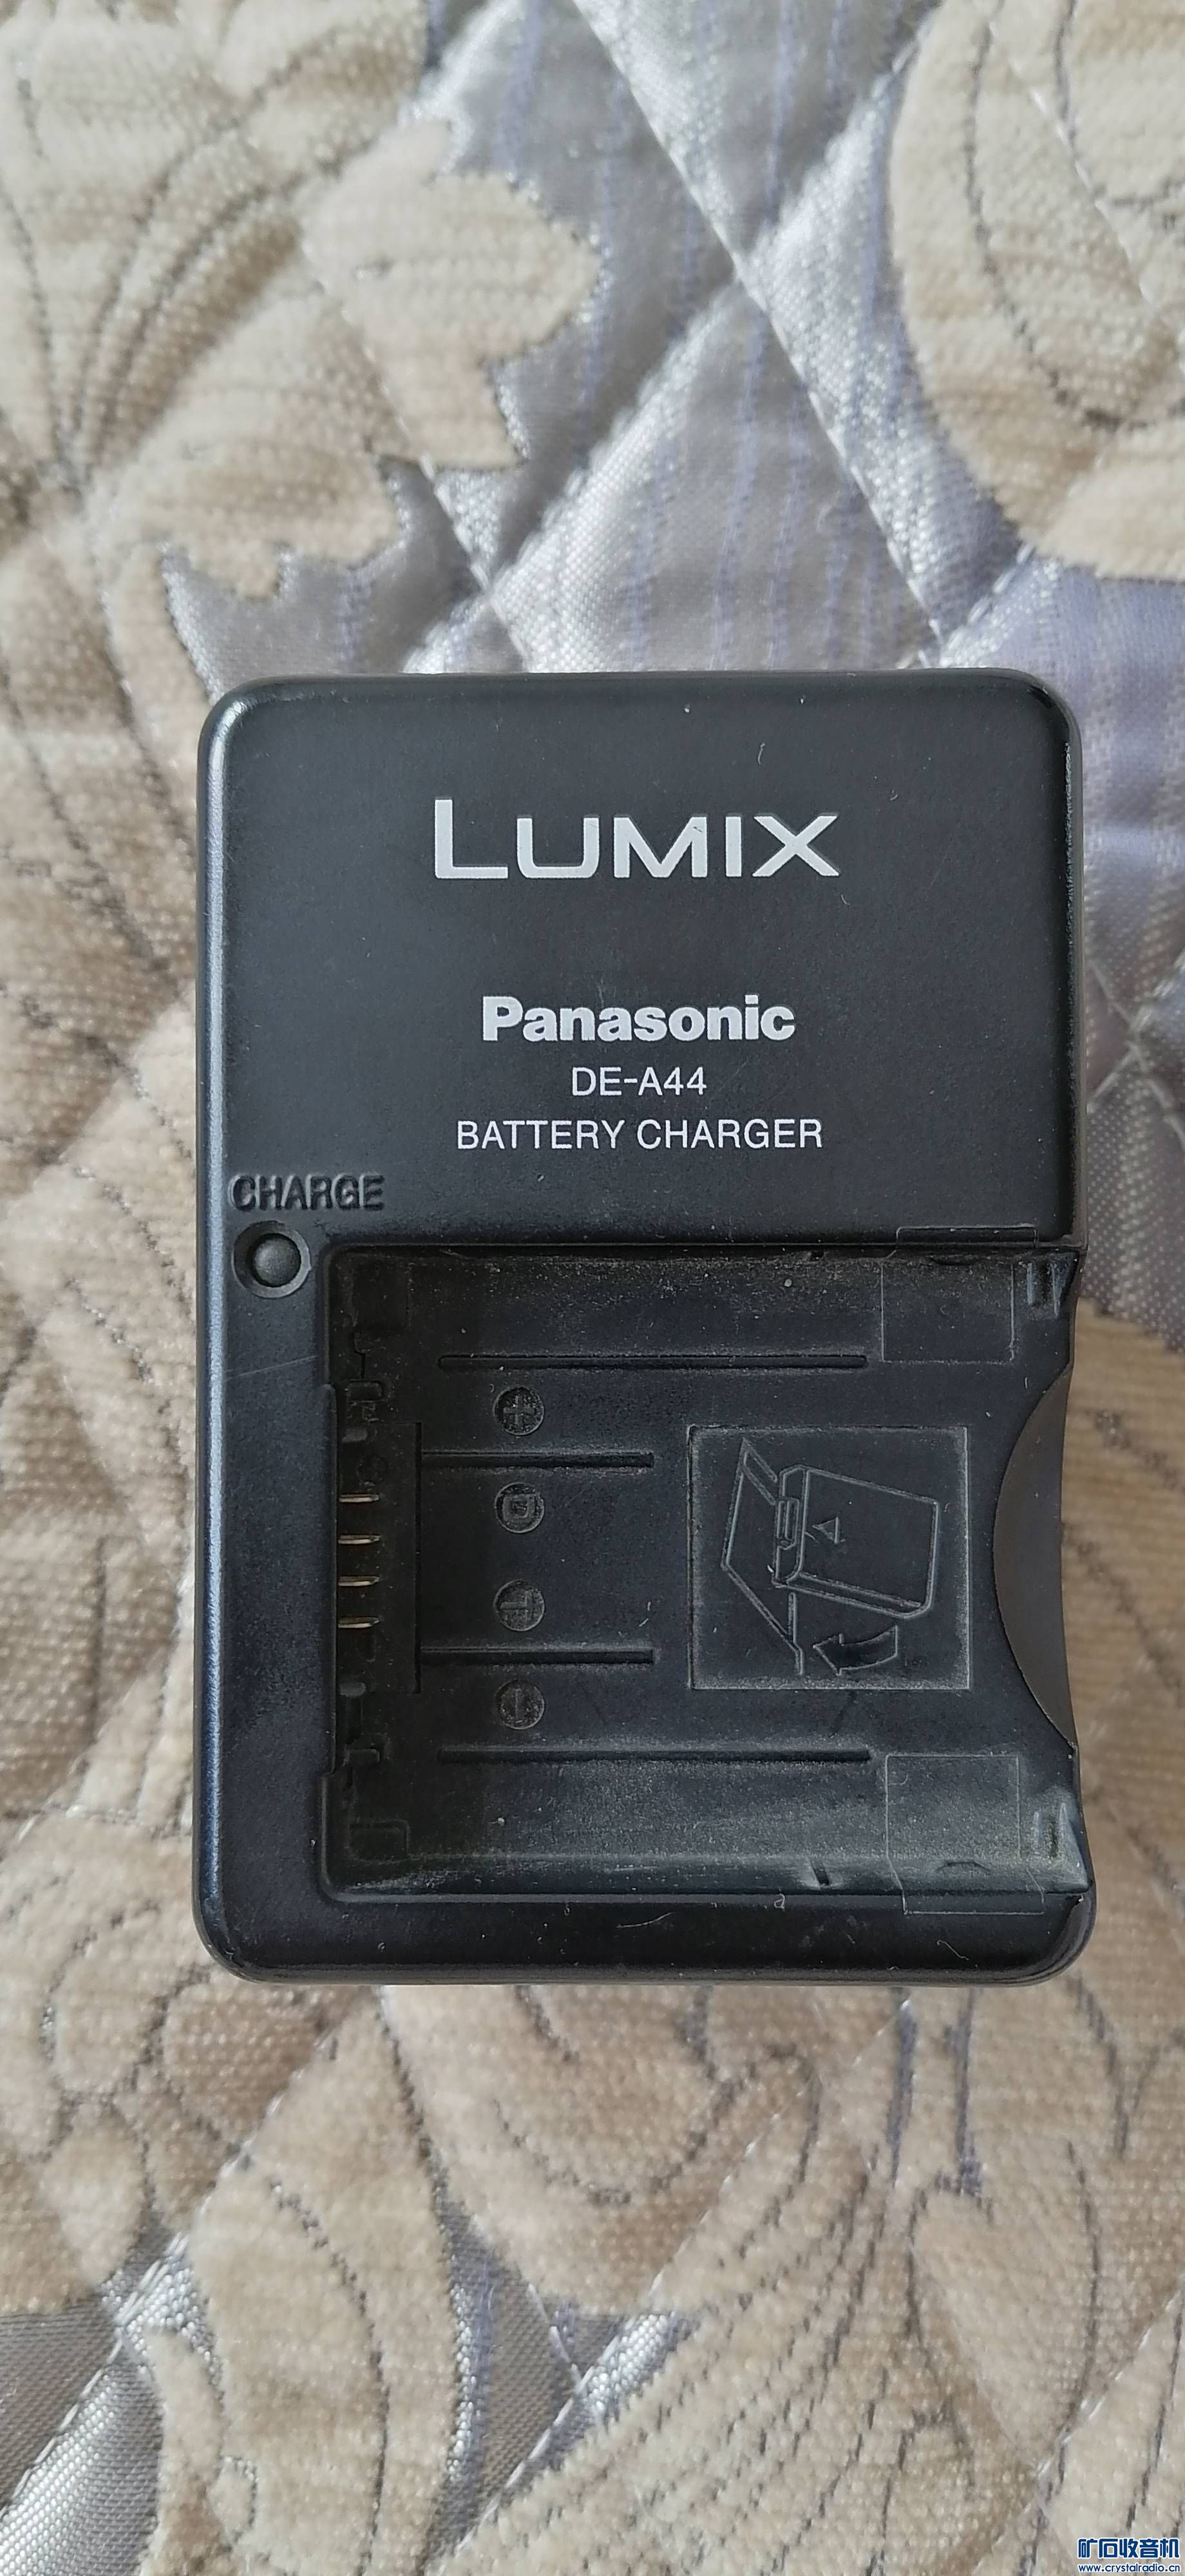 LUMIX
Panasonic
DE-A44
BATTERY CHARGER
CHARGE
+
D
T
-
矿石收音机
www.crystalradio.cn